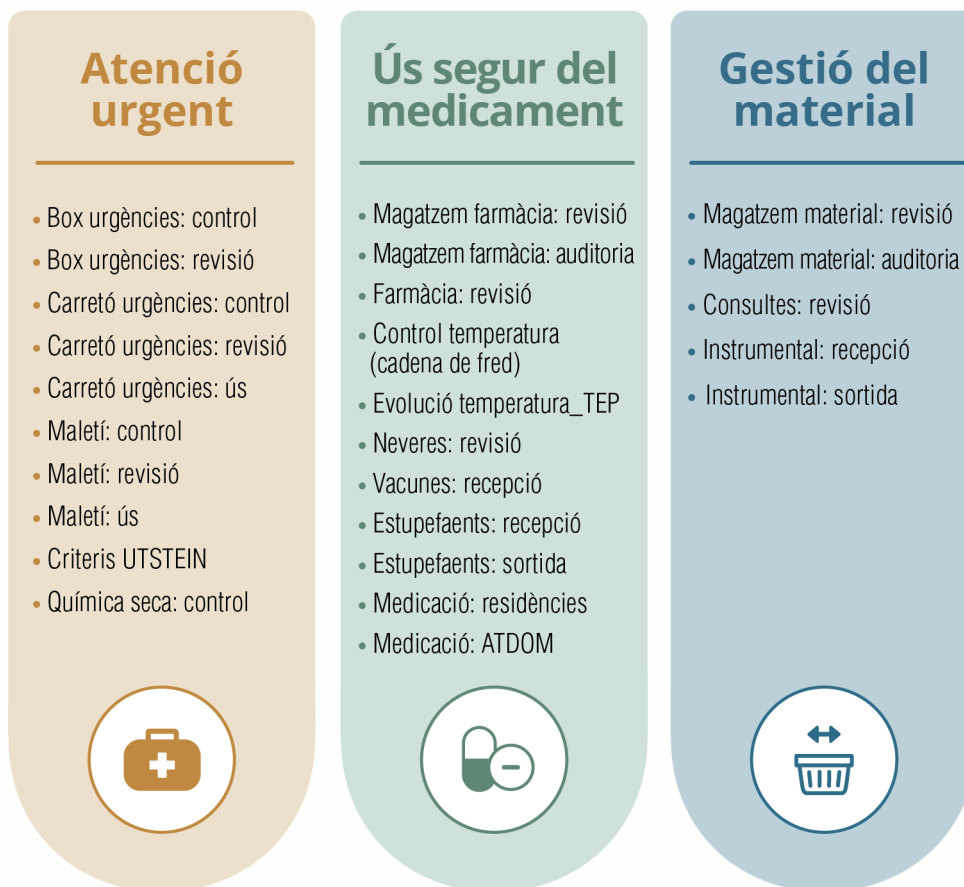 Atenció
urgent
• Box urgències: control
• Box urgències: revisió
• Carretó urgències: control
• Carretó urgències: revisió
• Carretó urgències: ús
• Maletí: control
• Maletí: revisió
• Maletí: ús
• Criteris UTSTEIN
• Química seca: control
Ús segur del
medicament
• Magatzem farmàcia: revisió
• Magatzem farmàcia: auditoria
• Farmàcia: revisió
• Control temperatura
(cadena de fred)
• Evolució temperatura_TEP
• Neveres: revisió
• Vacunes: recepció
• Estupefaents: recepció
• Estupefaents: sortida
• Medicació: residències
• Medicació: ATDOM
Gestió del
material
• Magatzem material: revisió
• Magatzem material: auditoria
• Consultes: revisió
• Instrumental: recepció
• Instrumental: sortida